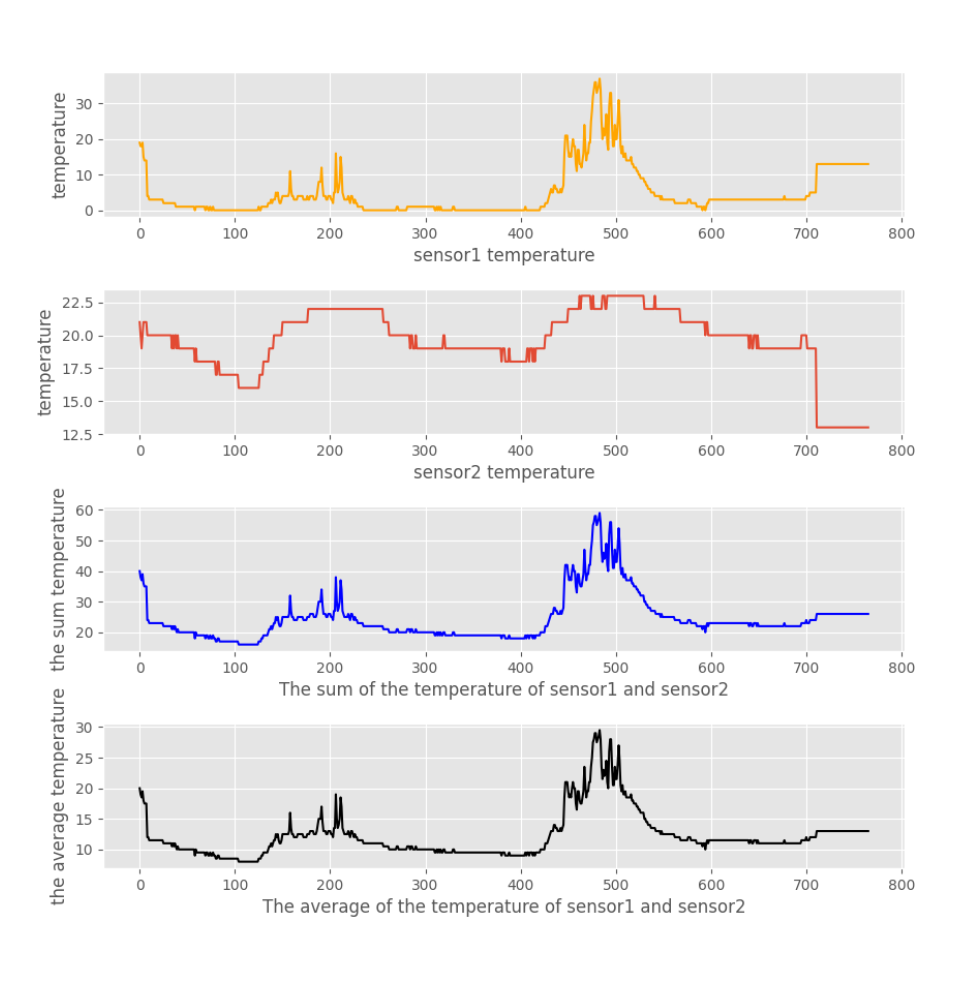 temperature
30
20
10
0
0 100 200 300 400 500 600 700 800
sensor1 temperature
temperature
22.5
20.0
17.5
15.0
12.5
0 100 200 300 400 500 600 700 800
sensor2 temperature
the sum temperature
60
50
40
30
20
0 100 200 300 400 500 600 700 800
The sum of the temperature of sensor1 and sensor2
the average temperature
30
25
20
15
10
0 100 200 300 400 500 600 700 800
The average of the temperature of sensor1 and sensor2